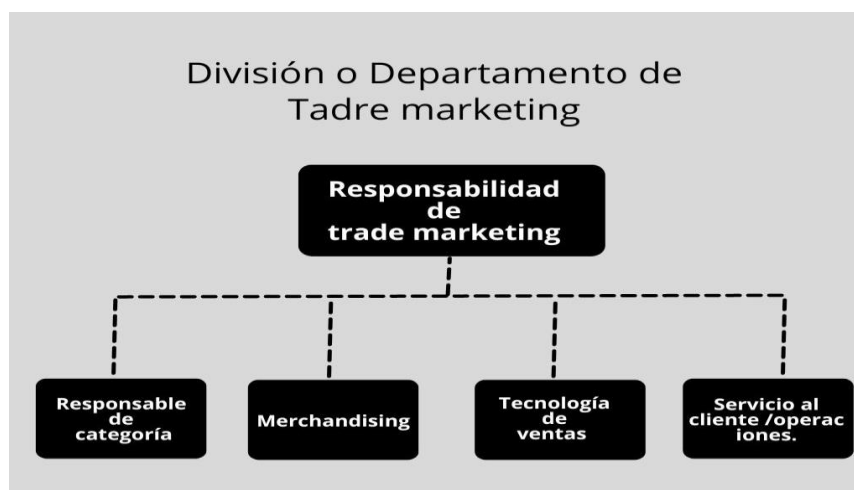 División o Departamento de
Tadre marketing
Responsabilidad
de
trade marketing
Responsable
de
categoría
Merchandising
Tecnología
de
ventas
Servicio al
cliente /operac
iones.